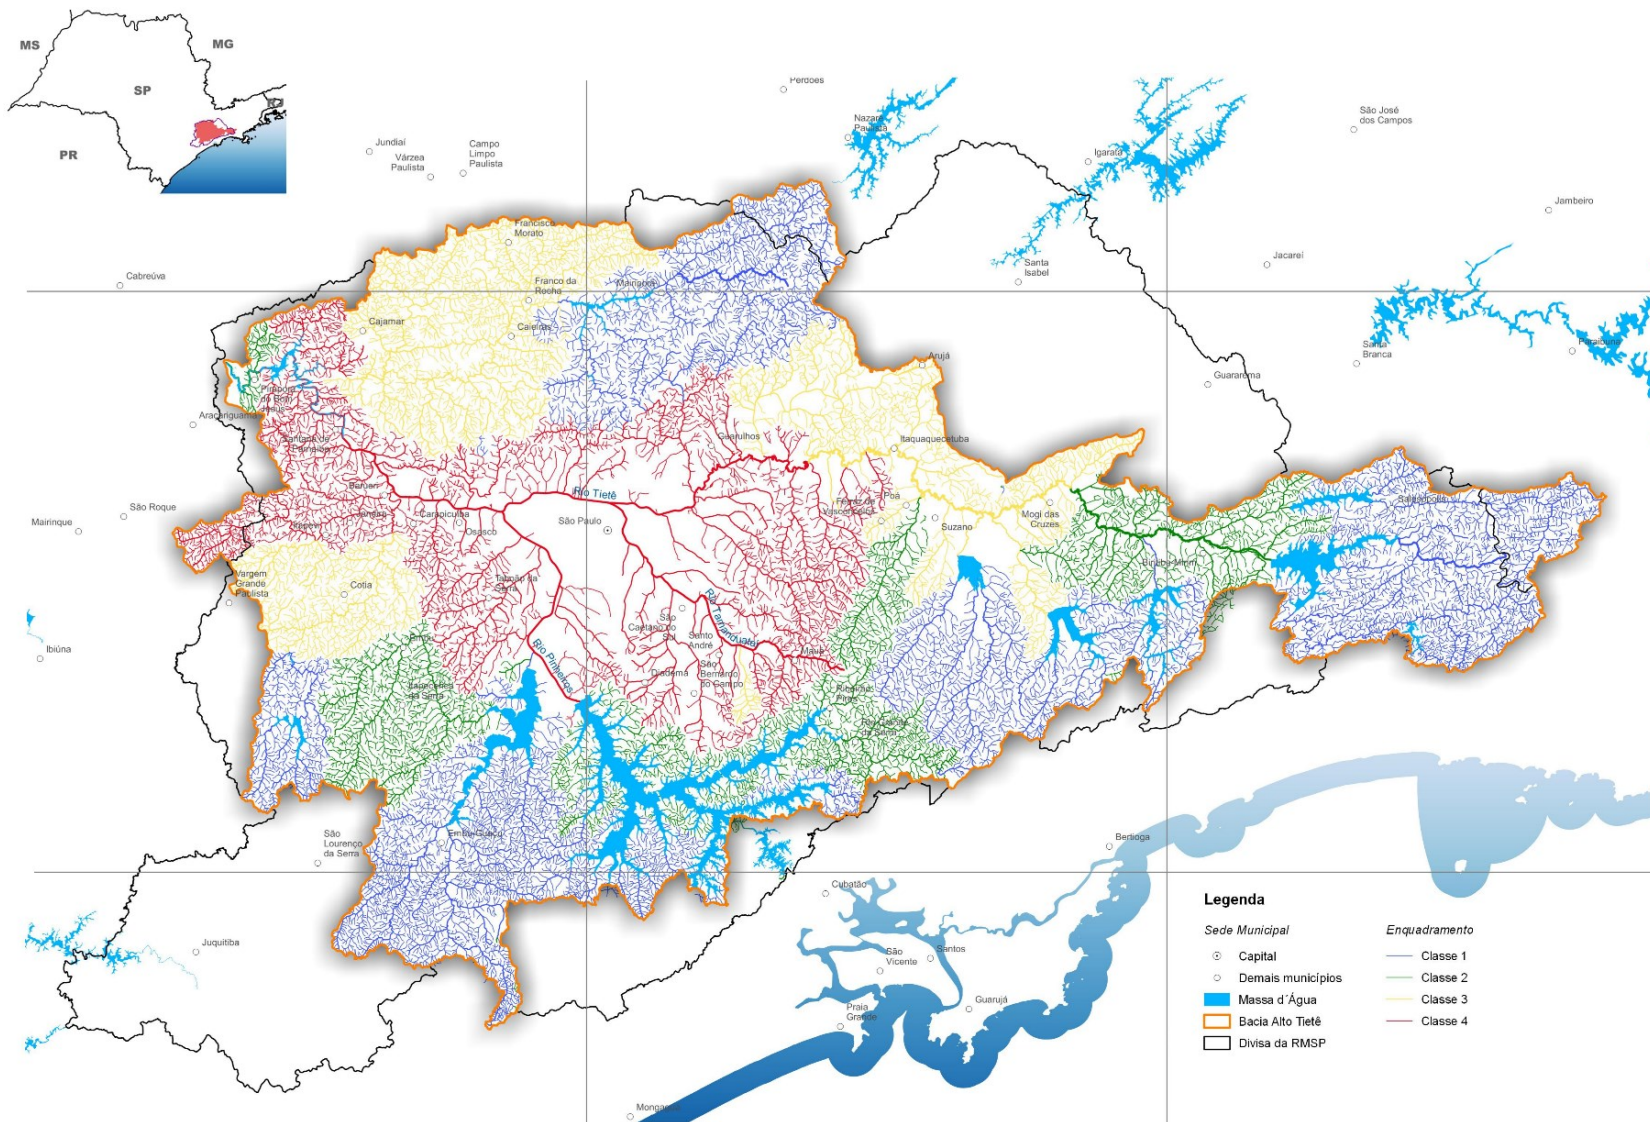 MS
MG
SP
RJ
PR
Perdões
Jundiaí
Várzea
Paulista
Campo
Limpo
Paulista
Nazaré
Paulista
São José
dos Campos
Igaratá
Jambeiro
Francisco
Morato
Cabreúva
Franco da
Rocha
Mairiporã
Santa
Isabel
Jacareí
Cajamar
Caieiras
Arujá
Santa
Branca
Paraibuna
Guararema
Pirapora
do Bom
Jesus
Araçariguama
Santana de
Parnaíba
Guarulhos
Itaquaquecetuba
Barueri
Rio Tietê
São Paulo
Poá
Ferraz de
Vasconcelos
Salesópolis
Mairinque
São Roque
Jandira
Itapevi
Carapicuíba
Osasco
Suzano
Mogi das
Cruzes
Biritiba-Mirim
Vargem
Grande
Paulista
Cotia
Taboão da
Serra
Rio Tamanduateí
São
Caetano do
Sul
Santo
André
Mauá
Ibiúna
Embu
Rio Pinheiros
Diadema
São
Bernardo
do Campo
Itapecerica
da Serra
Ribeirão
Pires
Rio Grande
da Serra
São
Lourenço
da Serra
Embu-Guaçu
Bertioga
Cubatão
Juquitiba
São
Vicente
Santos
Guarujá
Praia
Grande
Mongaguá
Legenda
Sede Municipal
Capital
Demais municípios
Massa d´Água
Bacia Alto Tietê
Divisa da RMSP
Enquadramento
Classe 1
Classe 2
Classe 3
Classe 4